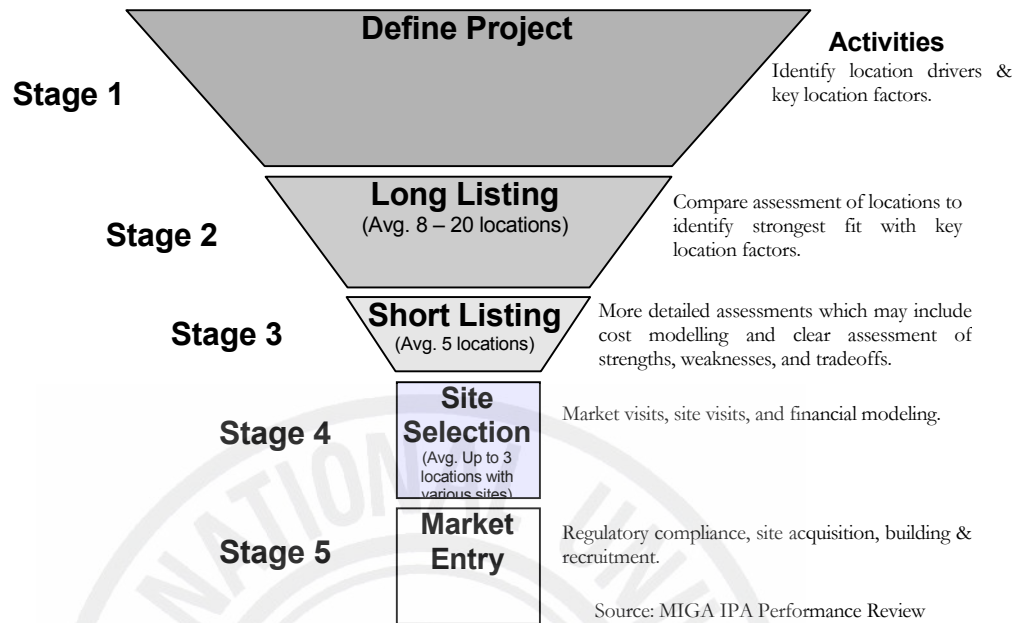 Define Project
Activities
Stage 1
Identify location drivers &
key location factors.
Long Listing
(Avg. 8 – 20 locations)
Stage 2
Compare assessment of locations to
identify strongest fit with key
location factors.
Short Listing
(Avg. 5 locations)
Stage 3
More detailed assessments which may include
cost modelling and clear assessment of
strengths, weaknesses, and tradeoffs.
Site
Selection
(Avg. Up to 3
locations with
various sites)
Stage 4
Market visits, site visits, and financial modeling.
Market
Entry
Stage 5
Regulatory compliance, site acquisition, building &
recruitment.
Source: MIGA IPA Performance Review
NATIONAL UNI